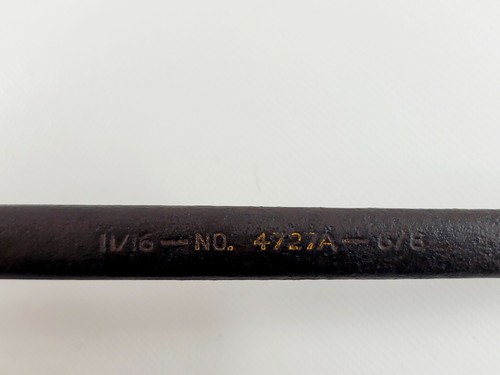 11/16 — NO. 4727A — 5/8